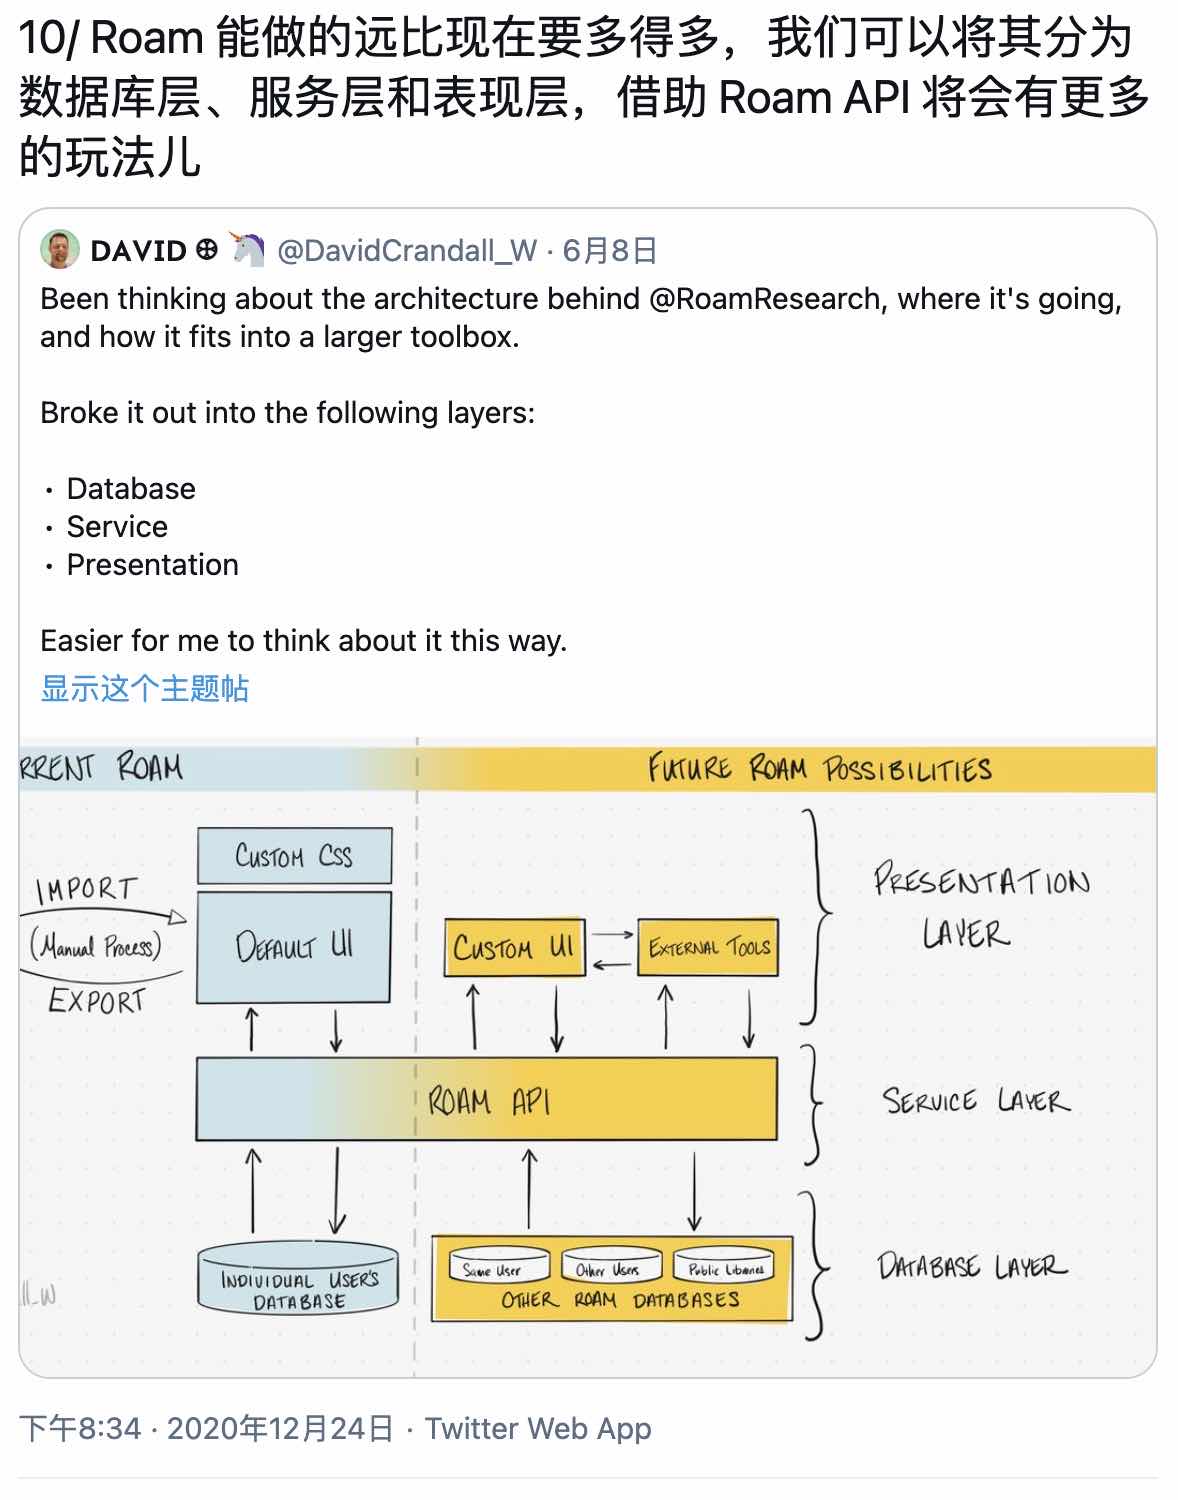 10/ Roam 能做的远比现在要多得多，我们可以将其分为
数据库层、服务层和表现层，借助 Roam API 将会有更多
的玩法儿
DAVID @DavidCrandall_W · 6月8日
Been thinking about the architecture behind @RoamResearch, where it's going,
and how it fits into a larger toolbox.
Broke it out into the following layers:
• Database
• Service
• Presentation
Easier for me to think about it this way.
显示这个主题帖
RRENT ROAM
FUTURE ROAM POSSIBILITIES
IMPORT
(Manual Process)
EXPORT
CUSTOM CSS
DEFAULT UI
CUSTOM UI
EXTERNAL TOOLS
PRESENTATION
LAYER
ROAM API
SERVICE LAYER
INDIVIDUAL USER'S
DATABASE
Same User
Other Users
Public Libraries
OTHER ROAM DATABASES
DATABASE LAYER
ll_W
下午8:34 · 2020年12月24日 · Twitter Web App